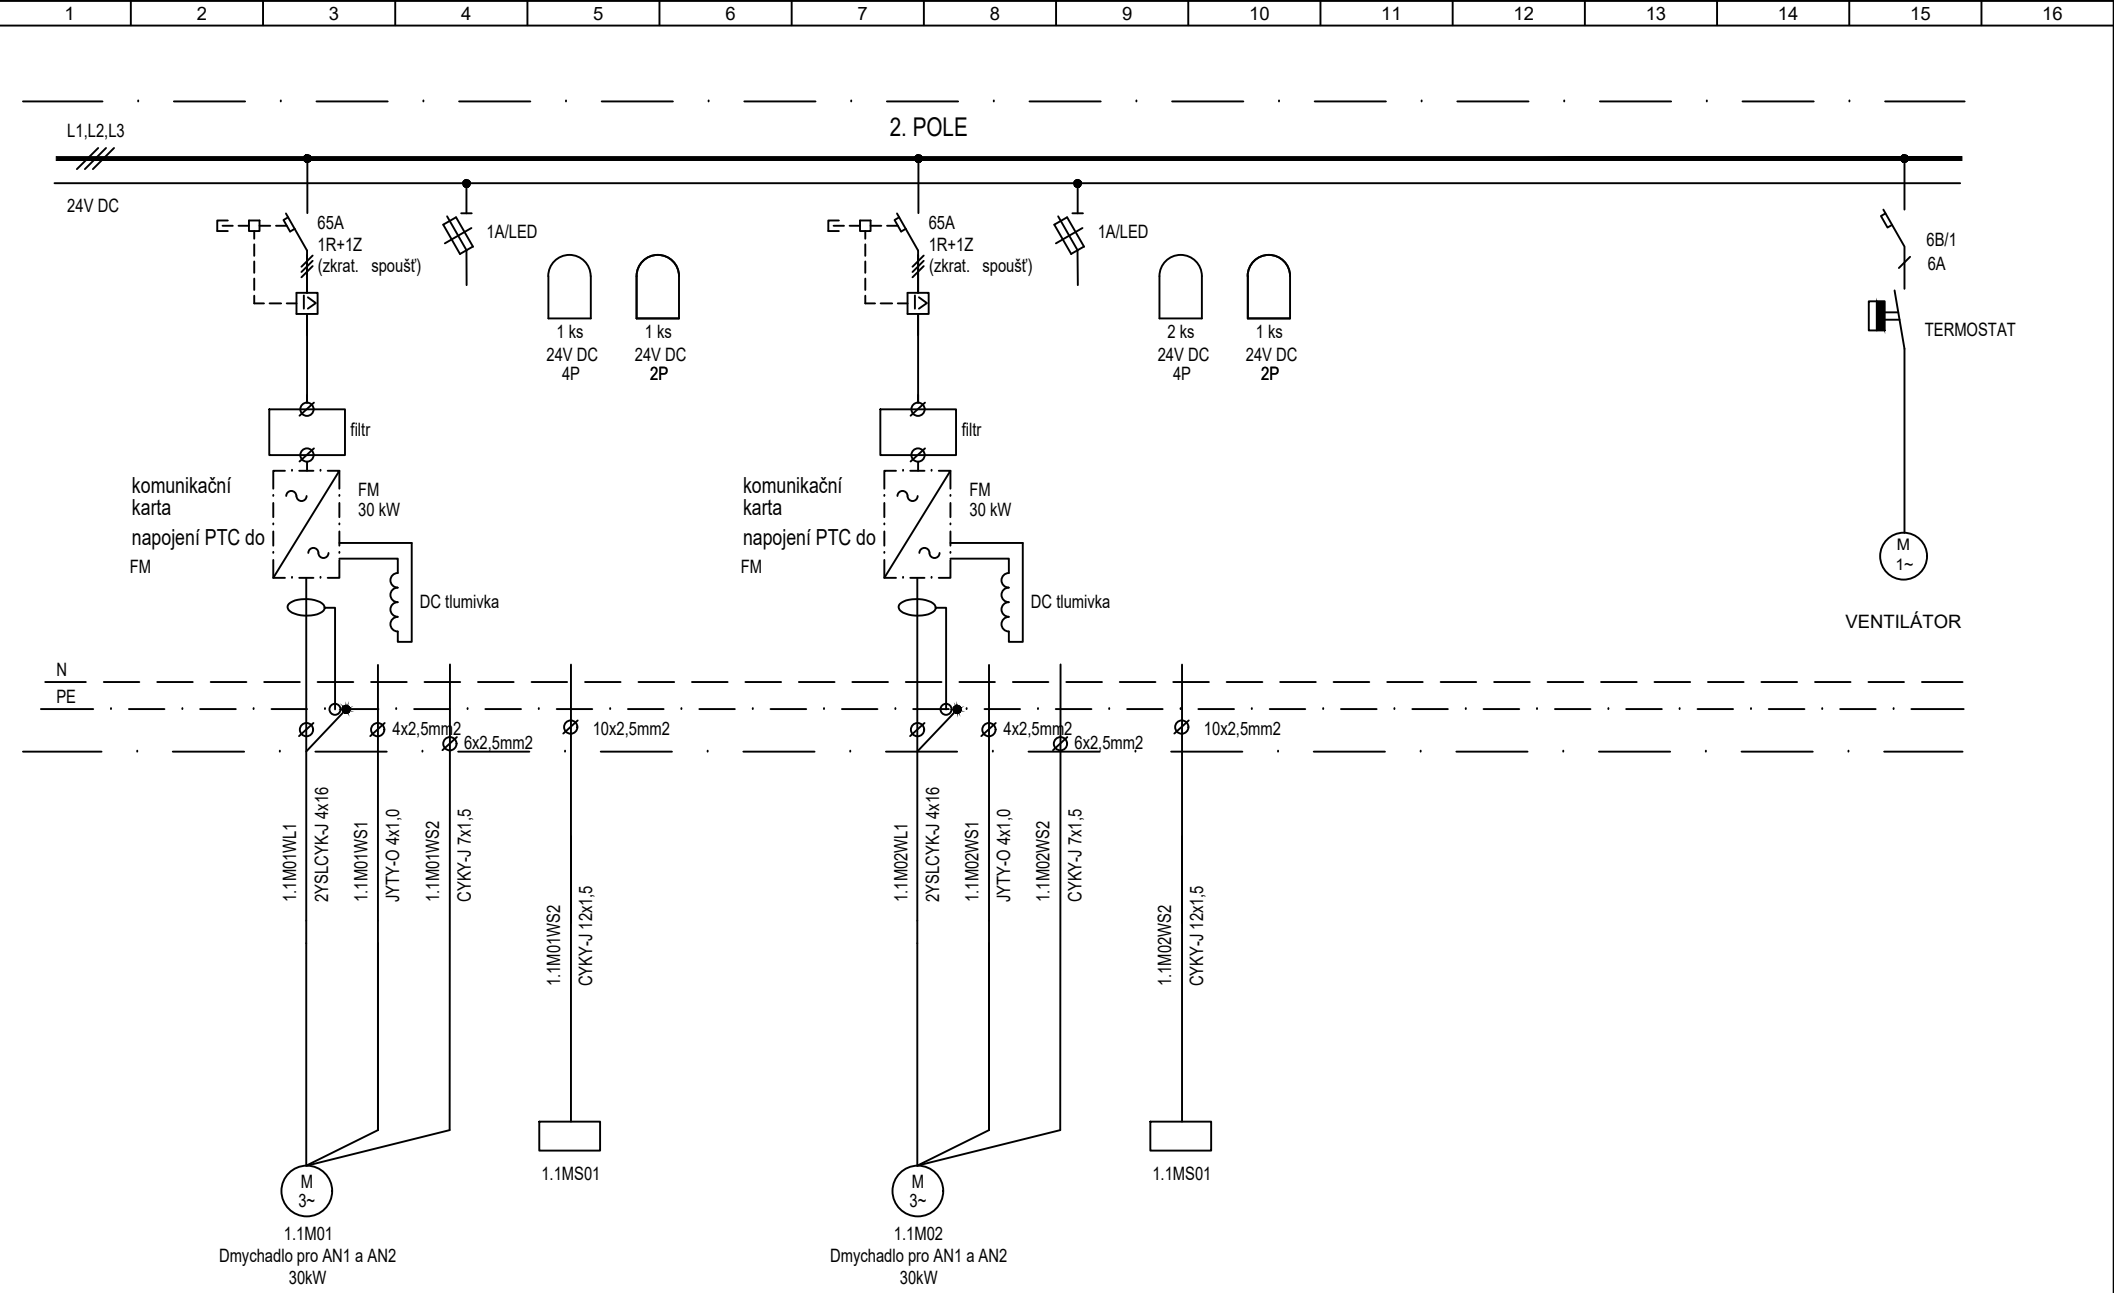 1 2 3 4 5 6 7 8 9 10 11 12 13 14 15 16
2. POLE
L1,L2,L3
24V DC
65A
1R+1Z
(zkrat. spoušť)
1A/LED
1 ks
24V DC
4P
1 ks
24V DC
2P
filtr
komunikační
karta
napojení PTC do
FM
FM
30 kW
DC tlumivka
65A
1R+1Z
(zkrat. spoušť)
1A/LED
2 ks
24V DC
4P
1 ks
24V DC
2P
filtr
komunikační
karta
napojení PTC do
FM
FM
30 kW
DC tlumivka
6B/1
6A
TERMOSTAT
M
1~
VENTILÁTOR
N
PE
4x2,5mm2
6x2,5mm2
10x2,5mm2
4x2,5mm2
6x2,5mm2
10x2,5mm2
1.1M01WL1
2YSLCYK-J 4x16
1.1M01WS1
JYTY-O 4x1,0
1.1M01WS2
CYKY-J 7x1,5
1.1M01WS2
CYKY-J 12x1,5
1.1M02WL1
2YSLCYK-J 4x16
1.1M02WS1
JYTY-O 4x1,0
1.1M02WS2
CYKY-J 7x1,5
1.1M02WS2
CYKY-J 12x1,5
M
3~
1.1M01
Dmychadlo pro AN1 a AN2
30kW
1.1MS01
M
3~
1.1M02
Dmychadlo pro AN1 a AN2
30kW
1.1MS01